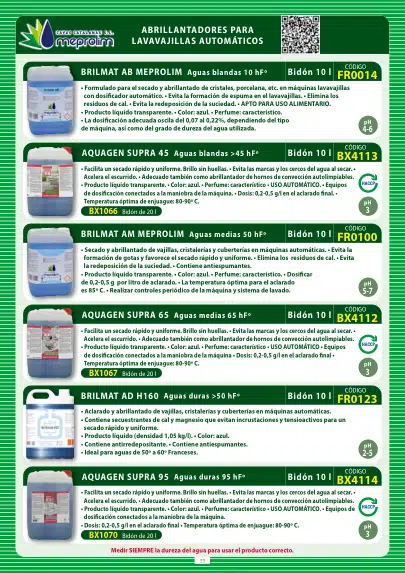 CATAS CATALANAS S.L.
meprolim
ABRILLANTADORES PARA
LAVAVAJILLAS AUTOMÁTICOS
BRILMAT AB MEPROLIM Aguas blandas 10 hFº Bidón 10 l
CÓDIGO
FR0014
• Formulado para el secado y abrillantado de cristales, porcelana, etc. en máquinas lavavajillas
con dosificador automático. • Evita la formación de espuma en el lavavajillas. • Elimina los
residuos de cal. • Evita la redeposición de la suciedad. • APTO PARA USO ALIMENTARIO.
• Producto líquido transparente. • Color: azul. • Perfume: característico.
• La dosificación adecuada oscila del 0,07 al 0,22%, dependiendo del tipo
de máquina, así como del grado de dureza del agua utilizada.
pH
4-6
AQUAGEN SUPRA 45 Aguas blandas >45 hFº Bidón 10 l
CÓDIGO
BX4113
• Facilita un secado rápido y uniforme. Brillo sin huellas. • Evita las marcas y los cercos del agua al secar. •
Acelera el escurrido. • Adecuado también como abrillantador de hornos de convección autolimpiables.
• Producto líquido transparente. • Color: azul. • Perfume: característico • USO AUTOMÁTICO. • Equipos
de dosificación conectados a la maniobra de la máquina. • Dosis: 0,2-0,5 g/l en el aclarado final. •
Temperatura óptima de enjuague: 80-90º C.
BX1066 Bidón de 20 l
HACCP
pH
3
BRILMAT AM MEPROLIM Aguas medias 50 hFº Bidón 10 l
CÓDIGO
FR0100
• Secado y abrillantado de vajillas, cristalerías y cuberterías en máquinas automáticas. • Evita la
formación de gotas y favorece el secado rápido y uniforme. • Elimina los residuos de cal. • Evita
la redeposición de la suciedad. • Contiene antiespumantes.
• Producto líquido transparente. • Color: azul. • Perfume: característico. • Dosificar
de 0,2-0,5 g por litro de aclarado. • La temperatura óptima para el aclarado
es 85º C. • Realizar controles periódicos de la máquina y sistema de lavado.
pH
5-7
AQUAGEN SUPRA 65 Aguas medias 65 hFº Bidón 10 l
CÓDIGO
BX4112
• Facilita un secado rápido y uniforme. Brillo sin huellas. • Evita las marcas y los cercos del agua al secar. •
Acelera el escurrido. • Adecuado también como abrillantador de hornos de convección autolimpiables.
• Producto líquido transparente. • Color: azul. • Perfume: característico. • USO AUTOMÁTICO • Equipos
de dosificación conectados a la maniobra de la máquina • Dosis: 0,2-0,5 g/l en el aclarado final •
Temperatura óptima de enjuague: 80-90º C.
BX1067 Bidón de 20 l
HACCP
pH
3
BRILMAT AD H160 Aguas duras >50 hFº Bidón 10 l
CÓDIGO
FR0123
• Aclarado y abrillantado de vajillas, cristalerías y cuberterías en máquinas automáticas.
• Contiene secuestrantes de cal y magnesio que evitan incrustaciones y tensioactivos para un
secado rápido y uniforme.
• Producto líquido (densidad 1,05 kg/l). • Color: azul.
• Contiene antirredepositante. • Contiene antiespumantes.
• Ideal para aguas de 50º a 60º Franceses.
pH
2-5
AQUAGEN SUPRA 95 Aguas duras 95 hFº Bidón 10 l
CÓDIGO
BX4114
• Facilita un secado rápido y uniforme. Brillo sin huellas. • Evita las marcas y los cercos del agua al secar. •
Acelera el escurrido. • Adecuado también como abrillantador de hornos de convección autolimpiables. •
Producto líquido transparente. • Color: azul. • Perfume: característico. • USO AUTOMÁTICO. • Equipos de
dosificación conectados a la maniobra de la máquina.
• Dosis: 0,2-0,5 g/l en el aclarado final • Temperatura óptima de enjuague: 80-90º C.
BX1070 Bidón de 20 l
HACCP
pH
3
Medir SIEMPRE la dureza del agua para usar el producto correcto.